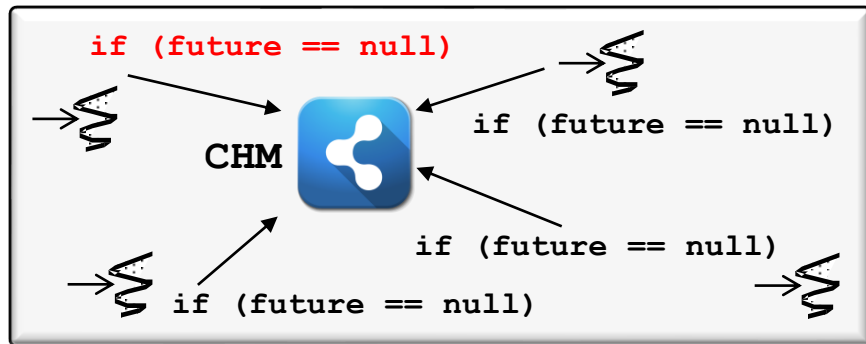 if (future == null)
if (future == null)
CHM
if (future == null)
if (future == null)